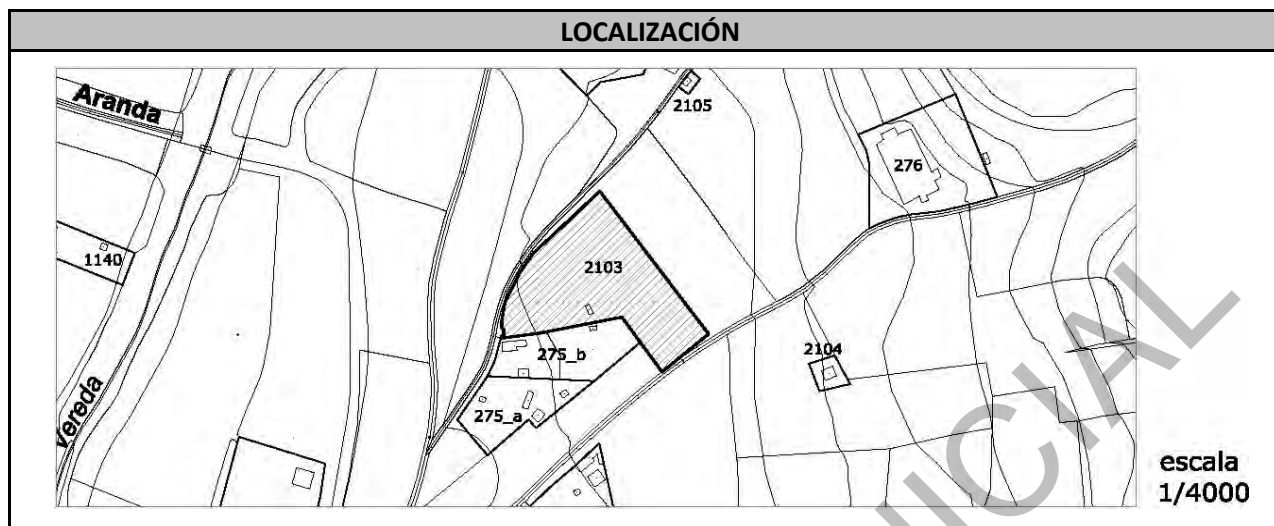 LOCALIZACIÓN
Aranda
2105
276
1140
2103
275_b
2104
275_a
Vereda
escala
1/4000